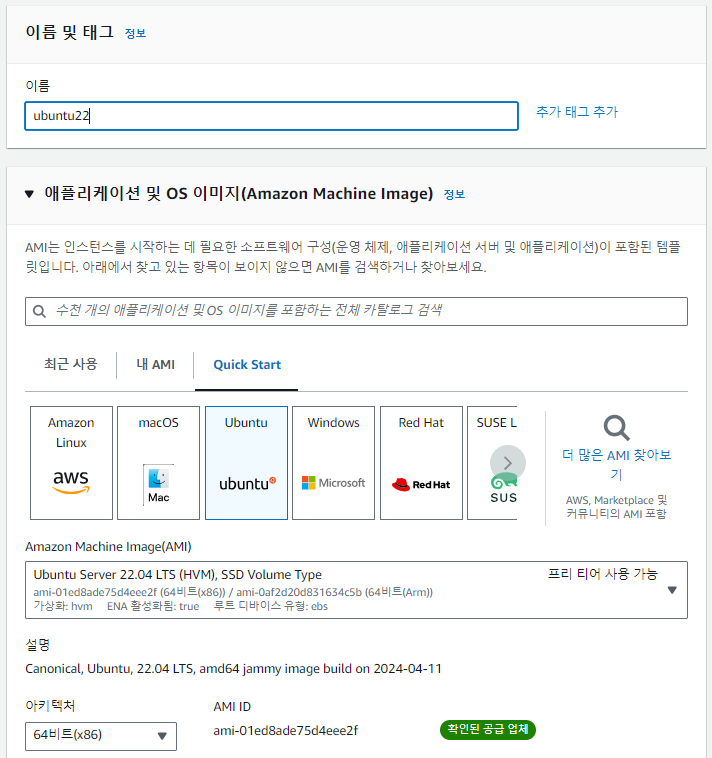 이름 및 태그 정보
이름
ubuntu22
추가 태그 추가
애플리케이션 및 OS 이미지(Amazon Machine Image) 정보
AMI는 인스턴스를 시작하는 데 필요한 소프트웨어 구성(운영 체제, 애플리케이션 서버 및 애플리케이션)이 포함된 템플
릿입니다. 아래에서 찾고 있는 항목이 보이지 않으면 AMI를 검색하거나 찾아보세요.
수천 개의 애플리케이션 및 OS 이미지를 포함하는 전체 카탈로그 검색
최근 사용
내 AMI
Quick Start
Amazon
Linux
aws
macOS
Mac
Ubuntu
ubuntu
Windows
Microsoft
Red Hat
Red Hat
SUSE L
SUS
더 많은 AMI 찾아보
기
AWS, Marketplace 및
커뮤니티의 AMI 포함
Amazon Machine Image(AMI)
Ubuntu Server 22.04 LTS (HVM), SSD Volume Type
프리 티어 사용 가능
ami-01ed8ade75d4eee2f (64비트(x86)) / ami-0af2d20d831634c5b (64비트(Arm))
가상화: hvm ENA 활성화됨: true 루트 디바이스 유형: ebs
설명
Canonical, Ubuntu, 22.04 LTS, amd64 jammy image build on 2024-04-11
아키텍처
64비트(x86)
AMI ID
ami-01ed8ade75d4eee2f
확인된 공급 업체